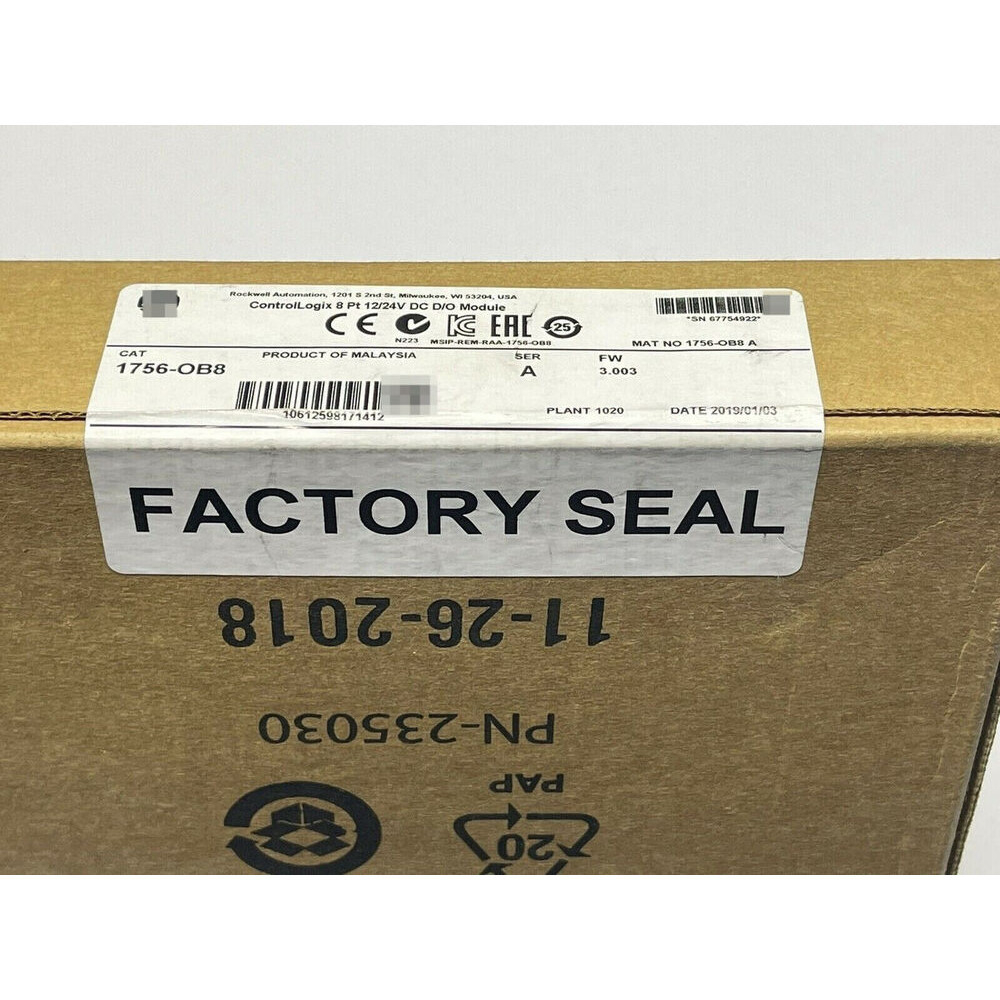 Rockwell Automation, 1201 S 2nd St, Milwaukee, WI 53204, USA
ControlLogix 8 Pt 12/24V DC D/O Module
*SN 67754922*
CE EAC 25
N223 MSIP-REM-RAA-1756-OB8
MAT NO 1756-OB8 A
CAT PRODUCT OF MALAYSIA SER FW
1756-OB8 A 3.003
10612598171412
PLANT 1020 DATE 2019/01/03
FACTORY SEAL
11-26-2018
PN-235030
PAP
20